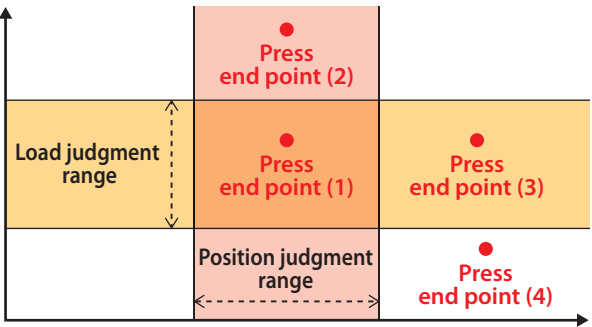 Press
end point (2)
Load judgment
range
Press
end point (1)
Press
end point (3)
Position judgment
range
Press
end point (4)